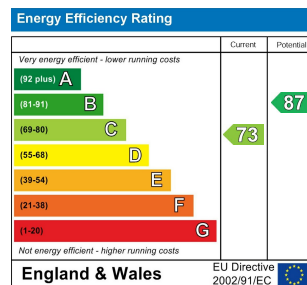 Energy Efficiency Rating
Current Potential
Very energy efficient - lower running costs
(92 plus) A
(81-91) B
87
(69-80) C
73
(55-68) D
(39-54) E
(21-38) F
(1-20) G
Not energy efficient - higher running costs
England & Wales
EU Directive
2002/91/EC